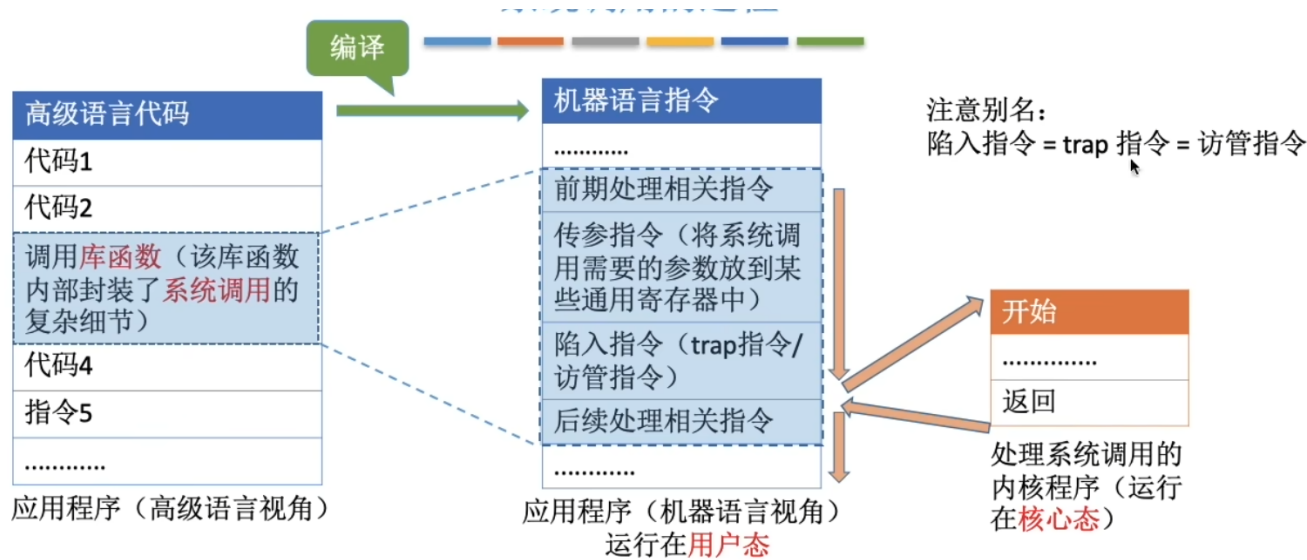 编译
高级语言代码
代码1
代码2
调用库函数（该库函数
内部封装了系统调用的
复杂细节）
代码4
指令5
…………
应用程序（高级语言视角）
机器语言指令
…………
前期处理相关指令
传参指令（将系统调
用需要的参数放到某
些通用寄存器中）
陷入指令（trap指令/
访管指令）
后续处理相关指令
…………
应用程序（机器语言视角）
运行在用户态
注意别名：
陷入指令 = trap 指令 = 访管指令
开始
…………..
返回
处理系统调用的
内核程序（运行
在核心态）